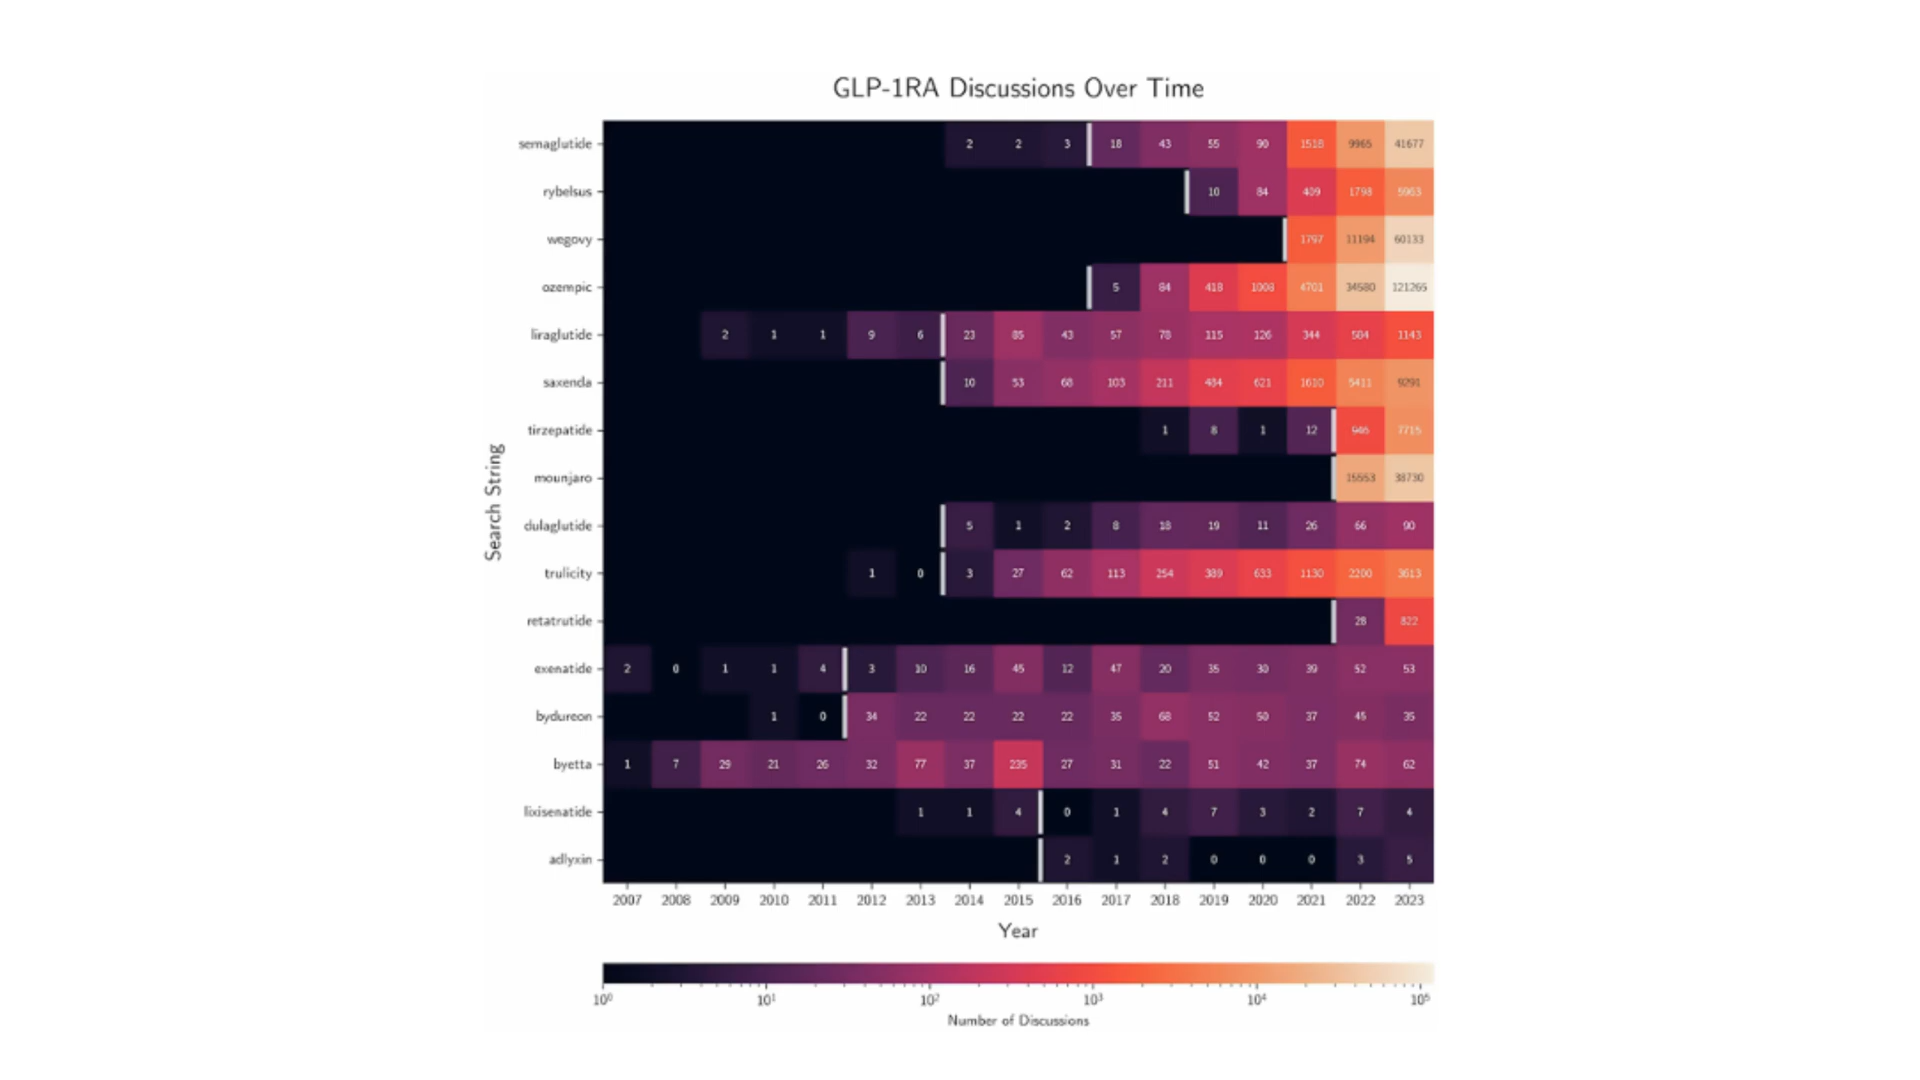 GLP-1RA Discussions Over Time
semaglutide 2 2 3 18 43 55 90 1518 9965 41677
rybelsus 10 84 409 1798 5963
wegovy 1797 11194 60133
ozempic 5 84 418 1008 4701 34580 121265
liraglutide 2 1 1 9 6 23 85 43 57 78 115 126 344 584 1143
saxenda 10 53 68 103 211 484 621 1610 5411 9291
tirzepatide 1 8 1 12 946 7715
mounjaro 15553 38730
dulaglutide 5 1 2 8 18 19 11 26 66 90
trulicity 1 0 3 27 62 113 254 389 633 1130 2200 3613
retatrutide 28 822
exenatide 2 0 1 1 4 3 10 16 45 12 47 20 35 30 39 52 53
bydureon 1 0 34 22 22 22 22 35 68 52 50 37 45 35
byetta 1 7 29 21 26 32 77 37 235 27 31 22 51 42 37 74 62
lixisenatide 1 1 4 0 1 4 7 3 2 7 4
adlyxin 2 1 2 0 0 0 3 5
Search String
2007 2008 2009 2010 2011 2012 2013 2014 2015 2016 2017 2018 2019 2020 2021 2022 2023
Year
10⁰ 10¹ 10² 10³ 10⁴ 10⁵
Number of Discussions